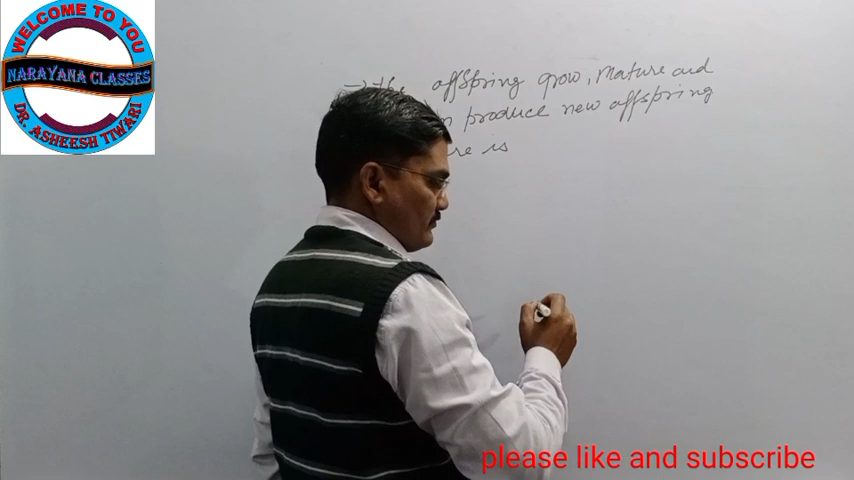 WELCOME TO YOU
NARAYANA CLASSES
DR. ASHEESH TIWARI
→ the offspring grow, Mature and
produce new offspring
is
please like and subscribe